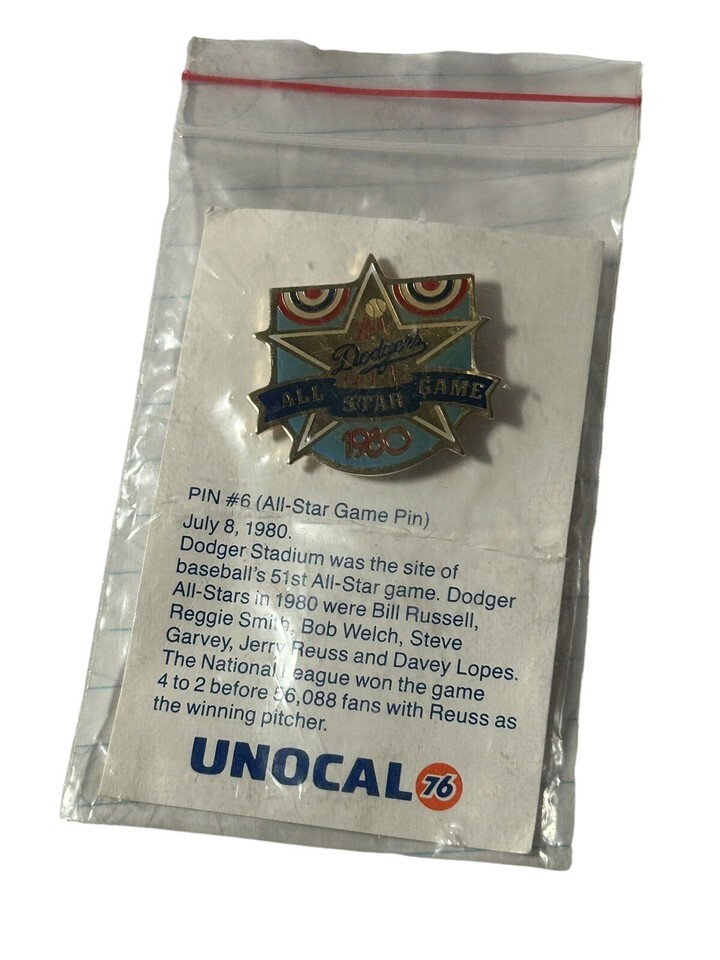 Dodgers
ALL STAR GAME
1980
PIN #6 (All-Star Game Pin)
July 8, 1980.
Dodger Stadium was the site of
baseball's 51st All-Star game. Dodger
All-Stars in 1980 were Bill Russell,
Reggie Smith, Bob Welch, Steve
Garvey, Jerry Reuss and Davey Lopes.
The National League won the game
4 to 2 before 56,088 fans with Reuss as
the winning pitcher.
UNOCAL 76